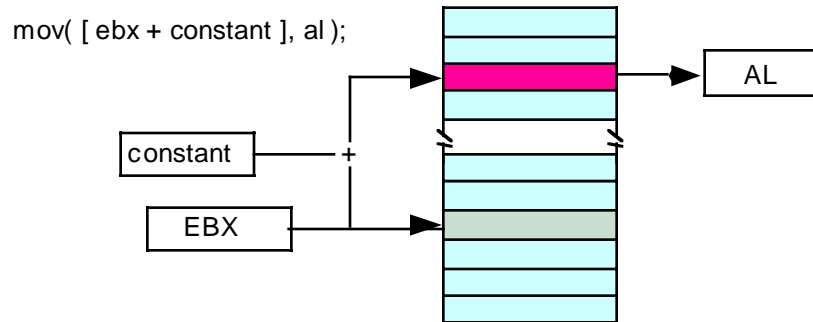 mov( [ ebx + constant ], al );
AL
constant
+
EBX